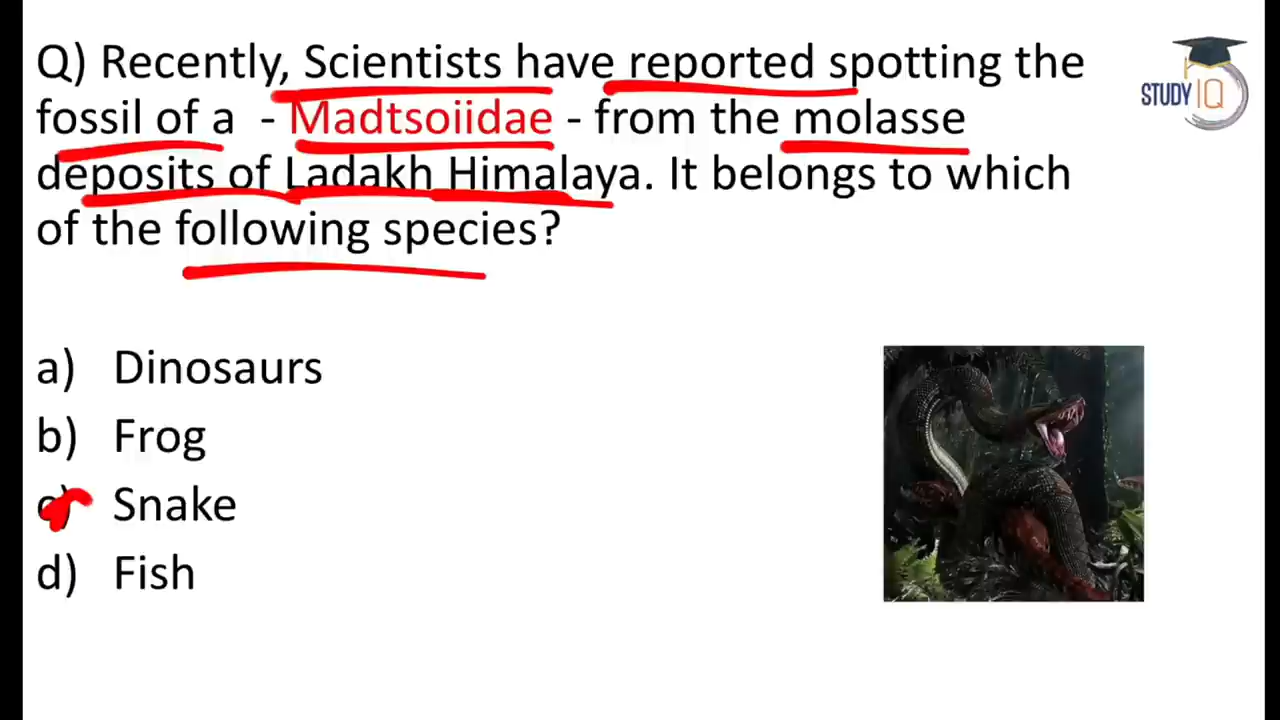 Q) Recently, Scientists have reported spotting the
fossil of a - Madtsoiidae - from the molasse
deposits of Ladakh Himalaya. It belongs to which
of the following species?
STUDY IQ
a) Dinosaurs
b) Frog
c) Snake
d) Fish